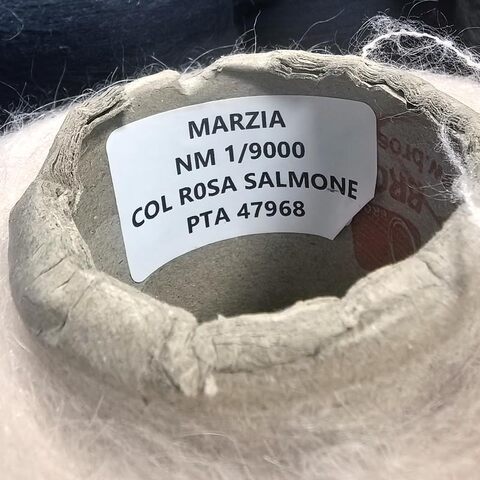 MARZIA
NM 1/9000
COL R0SA SALMONE
PTA 47968